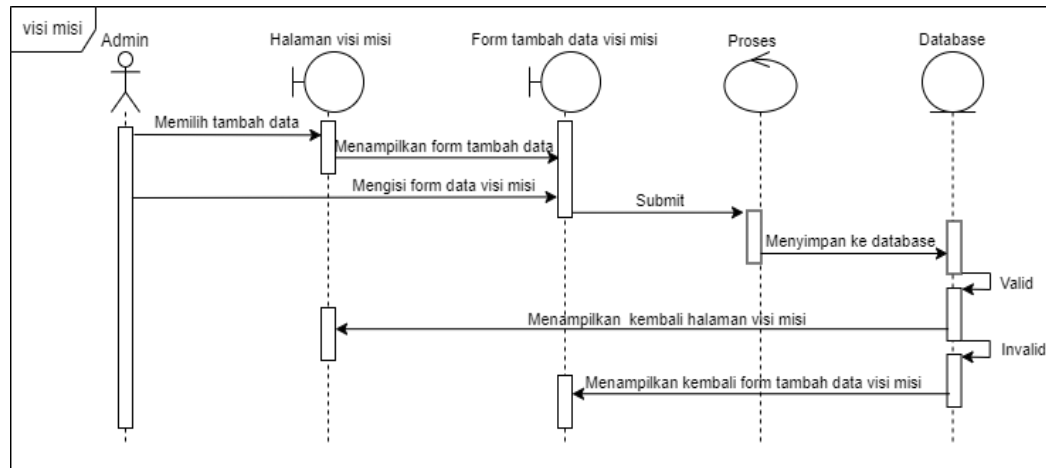 visi misi
Admin
Halaman visi misi
Form tambah data visi misi
Proses
Database
Memilih tambah data
Menampilkan form tambah data
Mengisi form data visi misi
Submit
Menyimpan ke database
Valid
Menampilkan kembali halaman visi misi
Invalid
Menampilkan kembali form tambah data visi misi